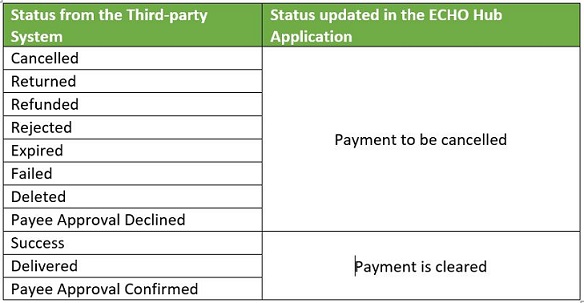 Status from the Third-party
System
Status updated in the ECHO Hub
Application
Cancelled
Returned
Refunded
Rejected
Expired
Failed
Deleted
Payee Approval Declined
Payment to be cancelled
Success
Delivered
Payee Approval Confirmed
Payment is cleared